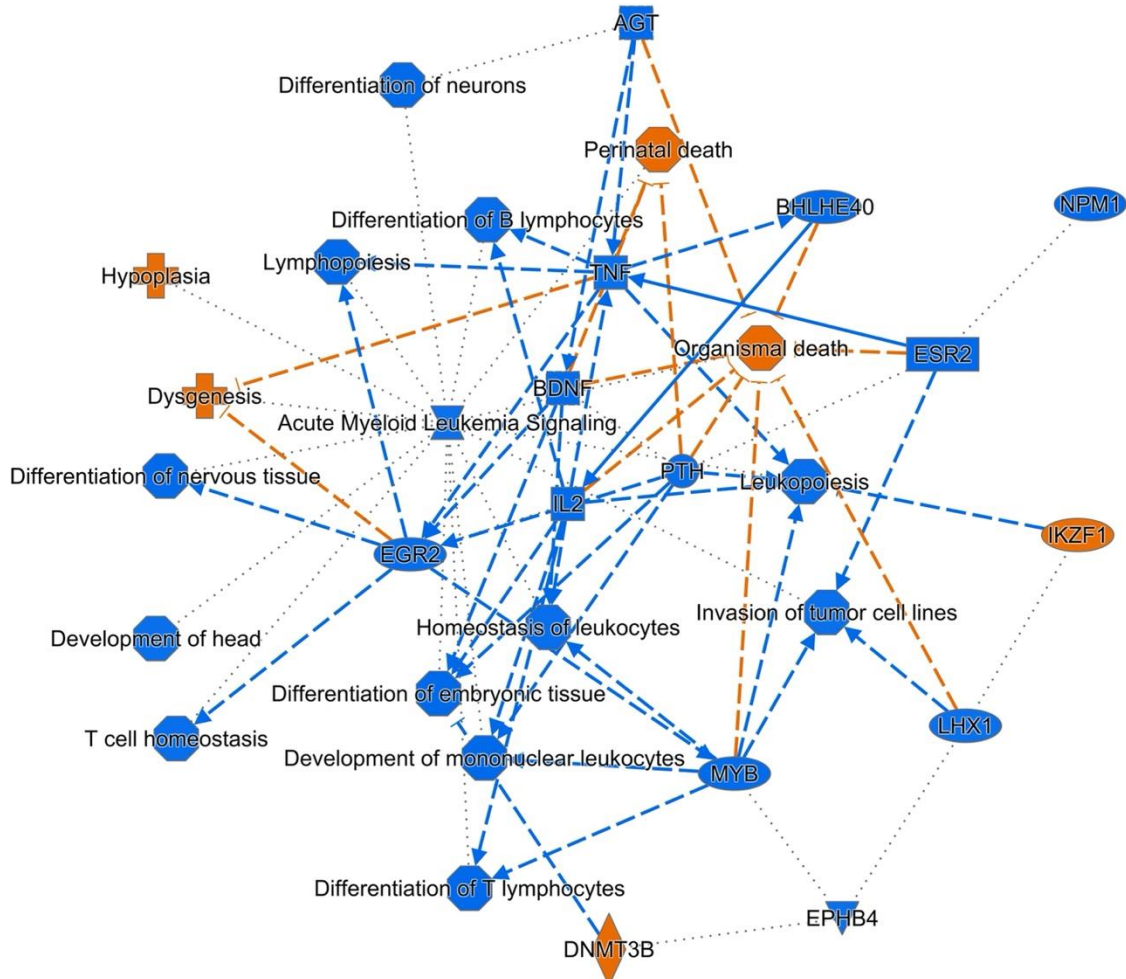 AGT
Differentiation of neurons
Perinatal death
BHLHE40
NPM1
Differentiation of B lymphocytes
Lymphopoiesis
TNF
Hypoplasia
Organismal death
ESR2
BDNF
Dysgenesis
Acute Myeloid Leukemia Signaling
Differentiation of nervous tissue
PTH
Leukopoiesis
IL2
IKZF1
EGR2
Invasion of tumor cell lines
Homeostasis of leukocytes
Development of head
Differentiation of embryonic tissue
LHX1
T cell homeostasis
Development of mononuclear leukocytes
MYB
Differentiation of T lymphocytes
EPHB4
DNMT3B